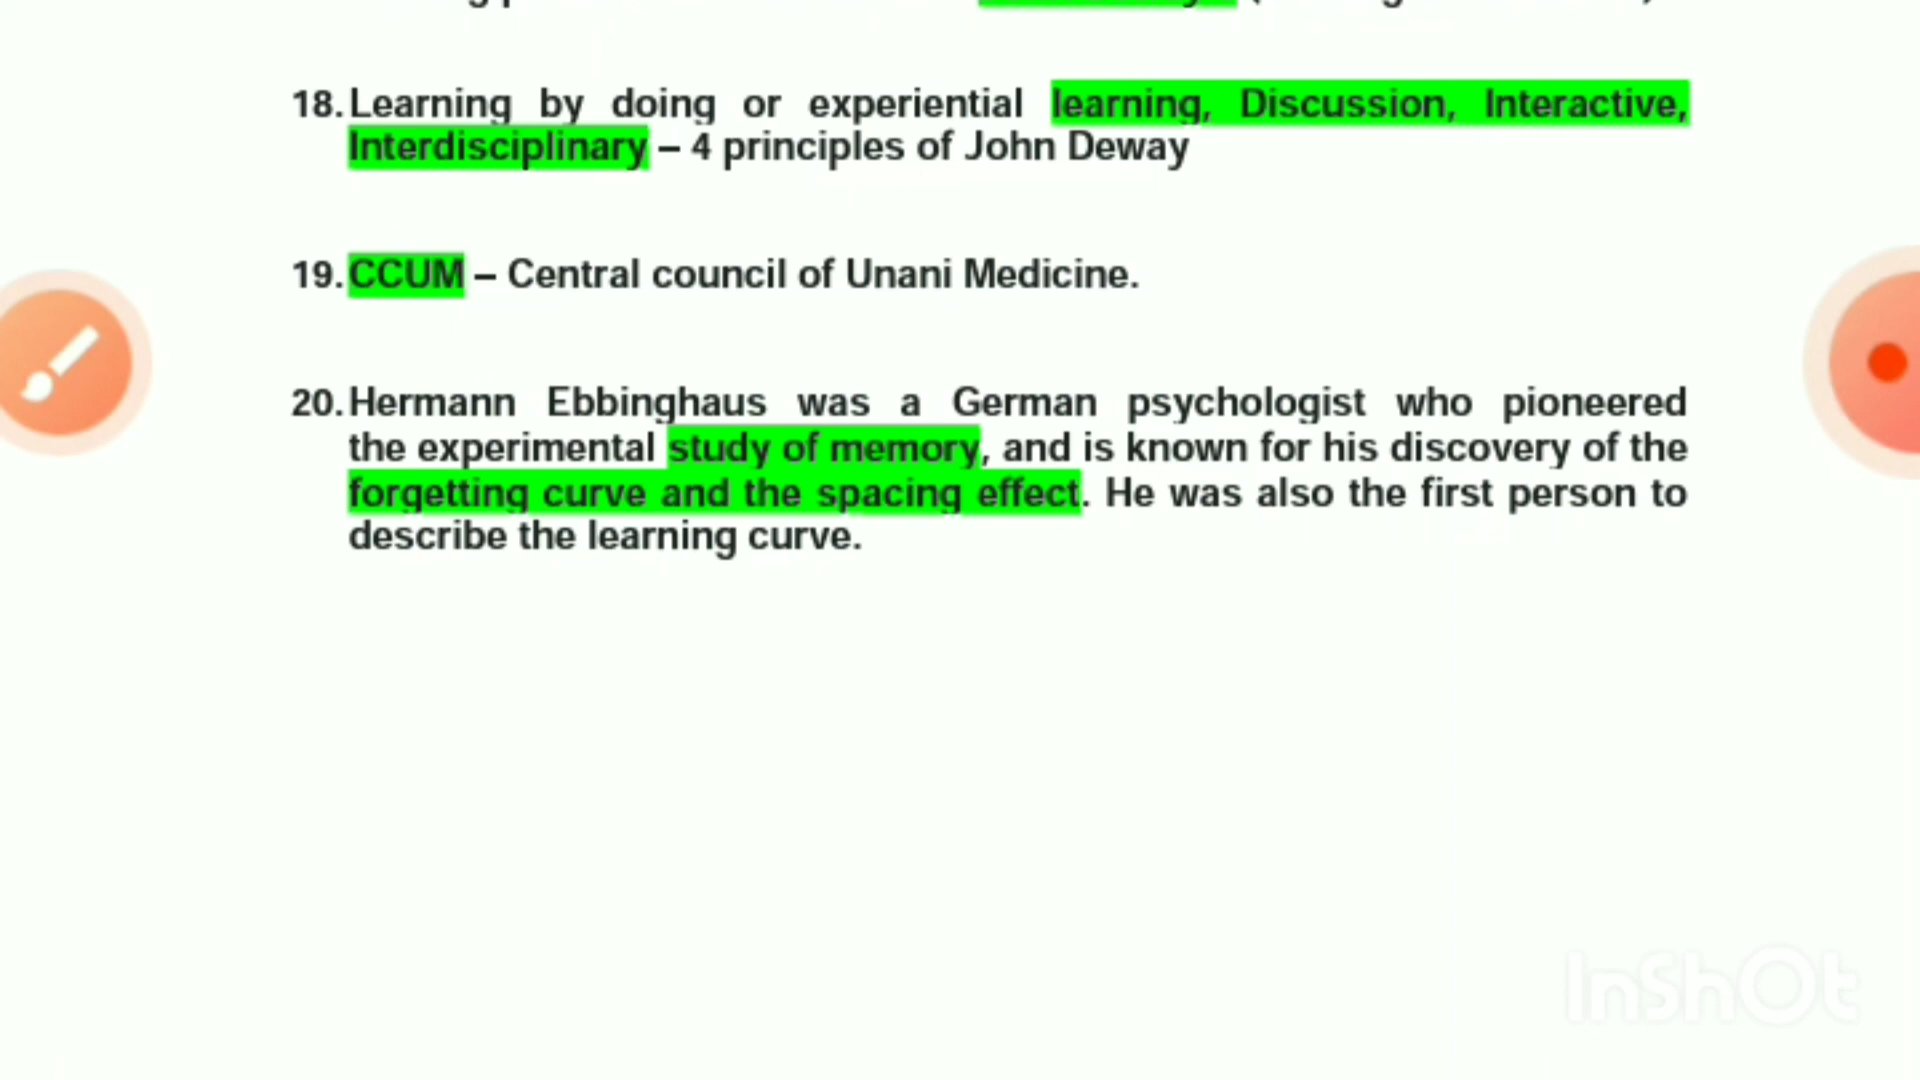 18. Learning by doing or experiential learning, Discussion, Interactive,
Interdisciplinary – 4 principles of John Deway
19. CCUM – Central council of Unani Medicine.
20. Hermann Ebbinghaus was a German psychologist who pioneered
the experimental study of memory, and is known for his discovery of the
forgetting curve and the spacing effect. He was also the first person to
describe the learning curve.
InShOt